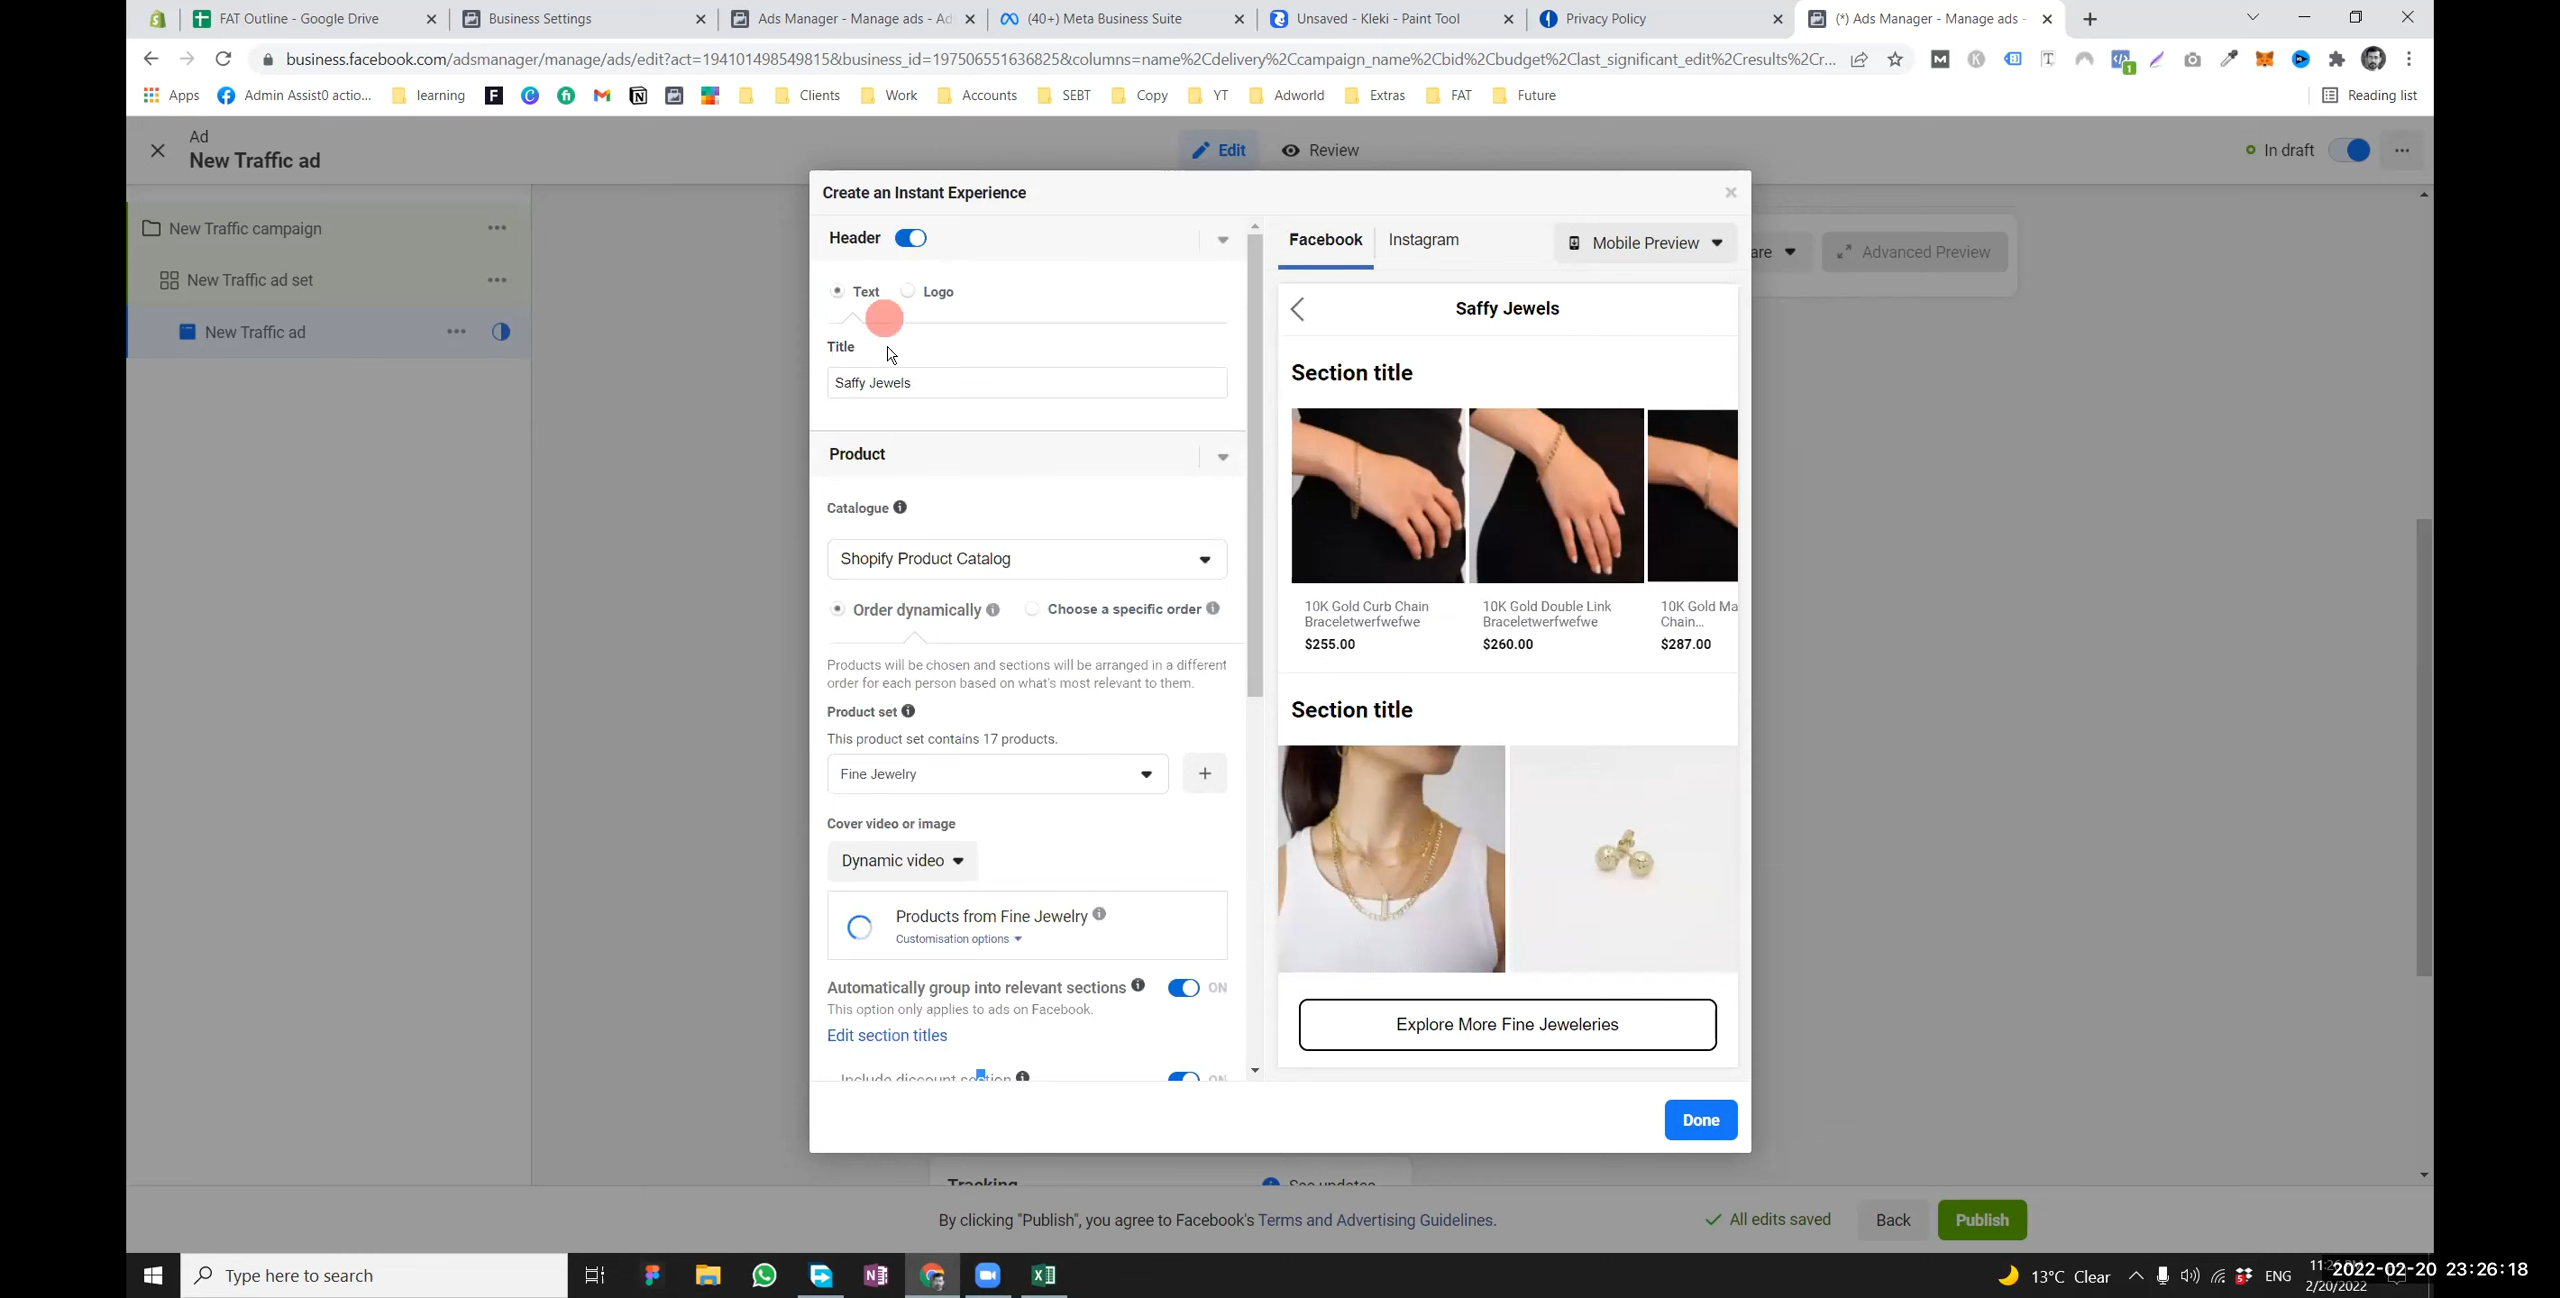 FAT Outline - Google Drive
Business Settings
Ads Manager - Manage ads - Ad
(40+) Meta Business Suite
Unsaved - Kleki - Paint Tool
Privacy Policy
(*) Ads Manager - Manage ads -
business.facebook.com/adsmanager/manage/ads/edit?act=194101498549815&business_id=197506551636825&columns=name%2Cdelivery%2Ccampaign_name%2Cbid%2Cbudget%2Clast_significant_edit%2Cresults%2Cr...
Apps
Admin Assist0 actio...
learning
Clients
Work
Accounts
SEBT
Copy
YT
Adworld
Extras
FAT
Future
Reading list
Ad
New Traffic ad
Edit
Review
In draft
New Traffic campaign
New Traffic ad set
New Traffic ad
Create an Instant Experience
Header
Text
Logo
Title
Saffy Jewels
Product
Catalogue
Shopify Product Catalog
Order dynamically
Choose a specific order
Products will be chosen and sections will be arranged in a different
order for each person based on what's most relevant to them.
Product set
This product set contains 17 products.
Fine Jewelry
Cover video or image
Dynamic video
Products from Fine Jewelry
Customisation options
Automatically group into relevant sections
ON
This option only applies to ads on Facebook.
Edit section titles
Include discount section
ON
Facebook
Instagram
Mobile Preview
are
Advanced Preview
Saffy Jewels
Section title
10K Gold Curb Chain
Braceletwerfwefwe
$255.00
10K Gold Double Link
Braceletwerfwefwe
$260.00
10K Gold Ma
Chain...
$287.00
Section title
Explore More Fine Jeweleries
Done
Tracking
See updates
By clicking "Publish", you agree to Facebook's Terms and Advertising Guidelines.
All edits saved
Back
Publish
Type here to search
13°C Clear
ENG
2/20/2022
2022-02-20 23:26:18